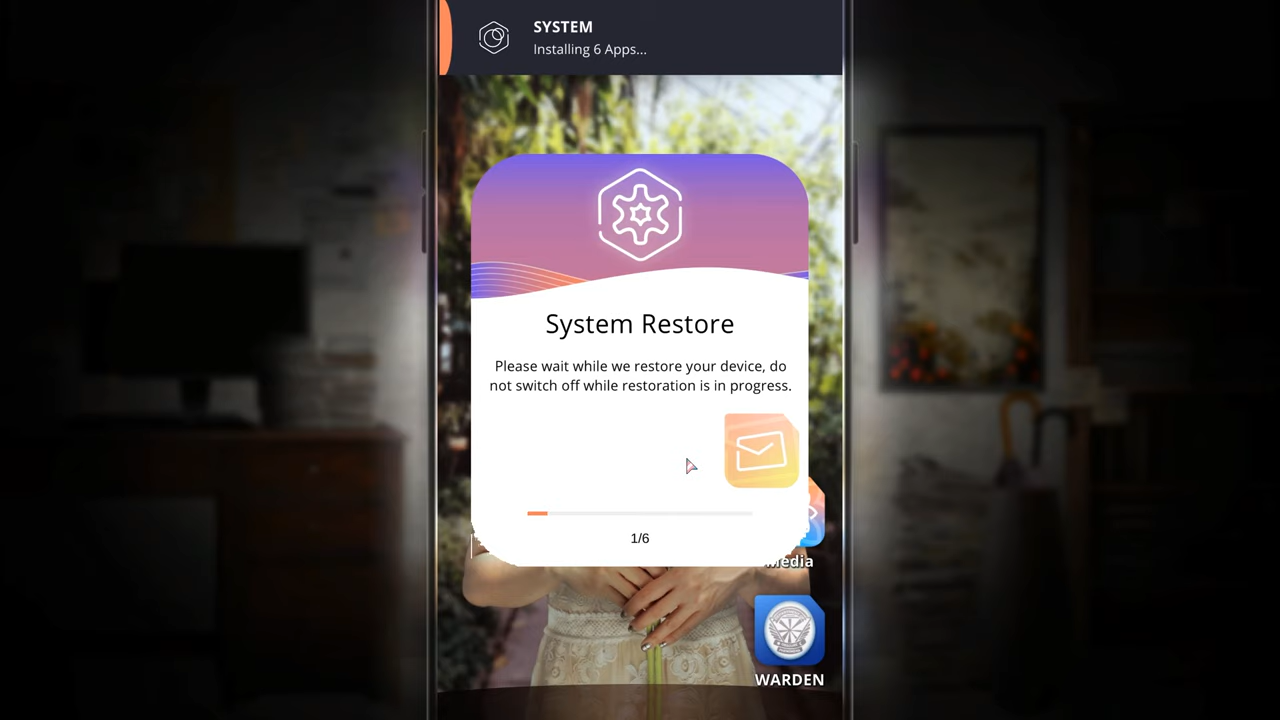 SYSTEM
Installing 6 Apps...
System Restore
Please wait while we restore your device, do
not switch off while restoration is in progress.
1/6
Media
WARDEN